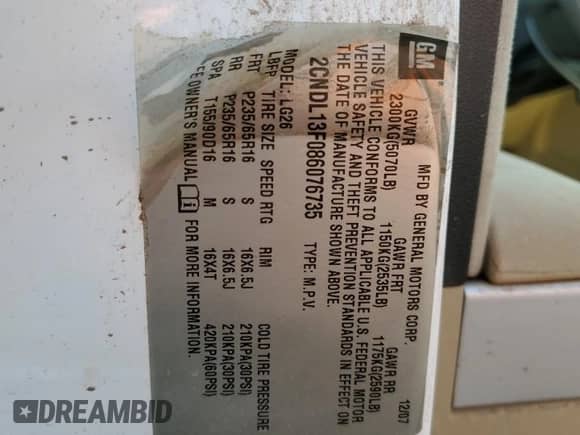 GM
MFD BY GENERAL MOTORS CORP. 12/07
GVWR GAWR FRT GAWR RR
2300KG(5070LB) 1150KG(2535LB) 1175KG(2590LB)
THIS VEHICLE CONFORMS TO ALL APPLICABLE U.S. FEDERAL MOTOR
VEHICLE SAFETY AND THEFT PREVENTION STANDARDS IN EFFECT ON
THE DATE OF MANUFACTURE SHOWN ABOVE.
2CNDL13F086076735 TYPE: M.P.V.
MODEL: LG26
LBFP TIRE SIZE SPEED RTG RIM COLD TIRE PRESSURE
FRT P235/65R16 S 16X6.5J 210KPA(30PSI)
RR P235/65R16 S 16X6.5J 210KPA(30PSI)
SPA T155/90D16 M 16X4T 420KPA(60PSI)
OWNER'S MANUAL FOR MORE INFORMATION.
DREAMBID